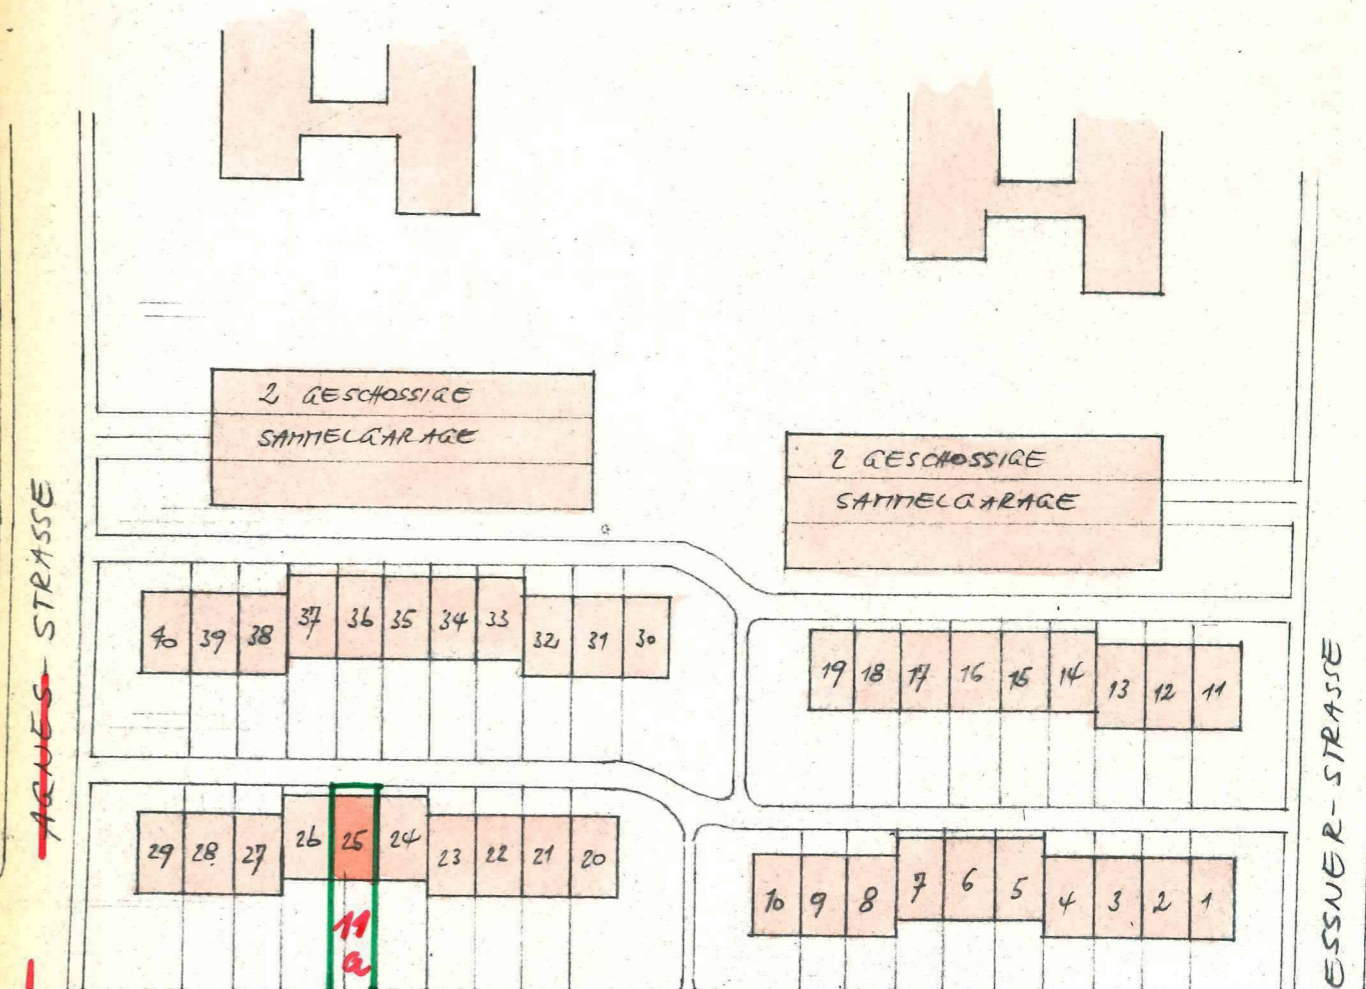 2 GESCHOSSIGE
SAMMELGARAGE
2 GESCHOSSIGE
SAMMELGARAGE
AGNES-STRASSE
ESSNER-STRASSE
40 39 38 37 36 35 34 33 32 31 30
19 18 17 16 15 14 13 12 11
29 28 27 26 25 24 23 22 21 20
11
a
10 9 8 7 6 5 4 3 2 1